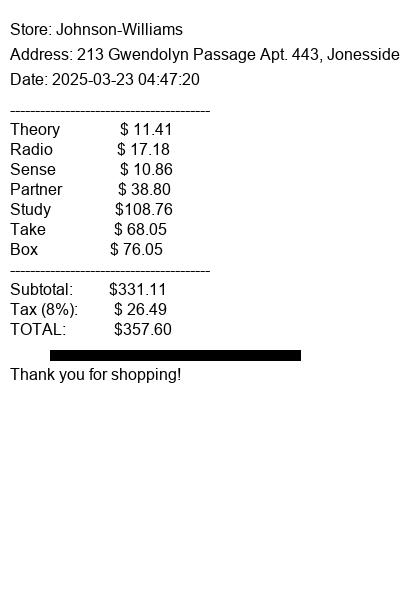 Store: Johnson-Williams
Address: 213 Gwendolyn Passage Apt. 443, Jonesside
Date: 2025-03-23 04:47:20
----------------------------------------
Theory $ 11.41
Radio $ 17.18
Sense $ 10.86
Partner $ 38.80
Study $108.76
Take $ 68.05
Box $ 76.05
----------------------------------------
Subtotal: $331.11
Tax (8%): $ 26.49
TOTAL: $357.60
Thank you for shopping!